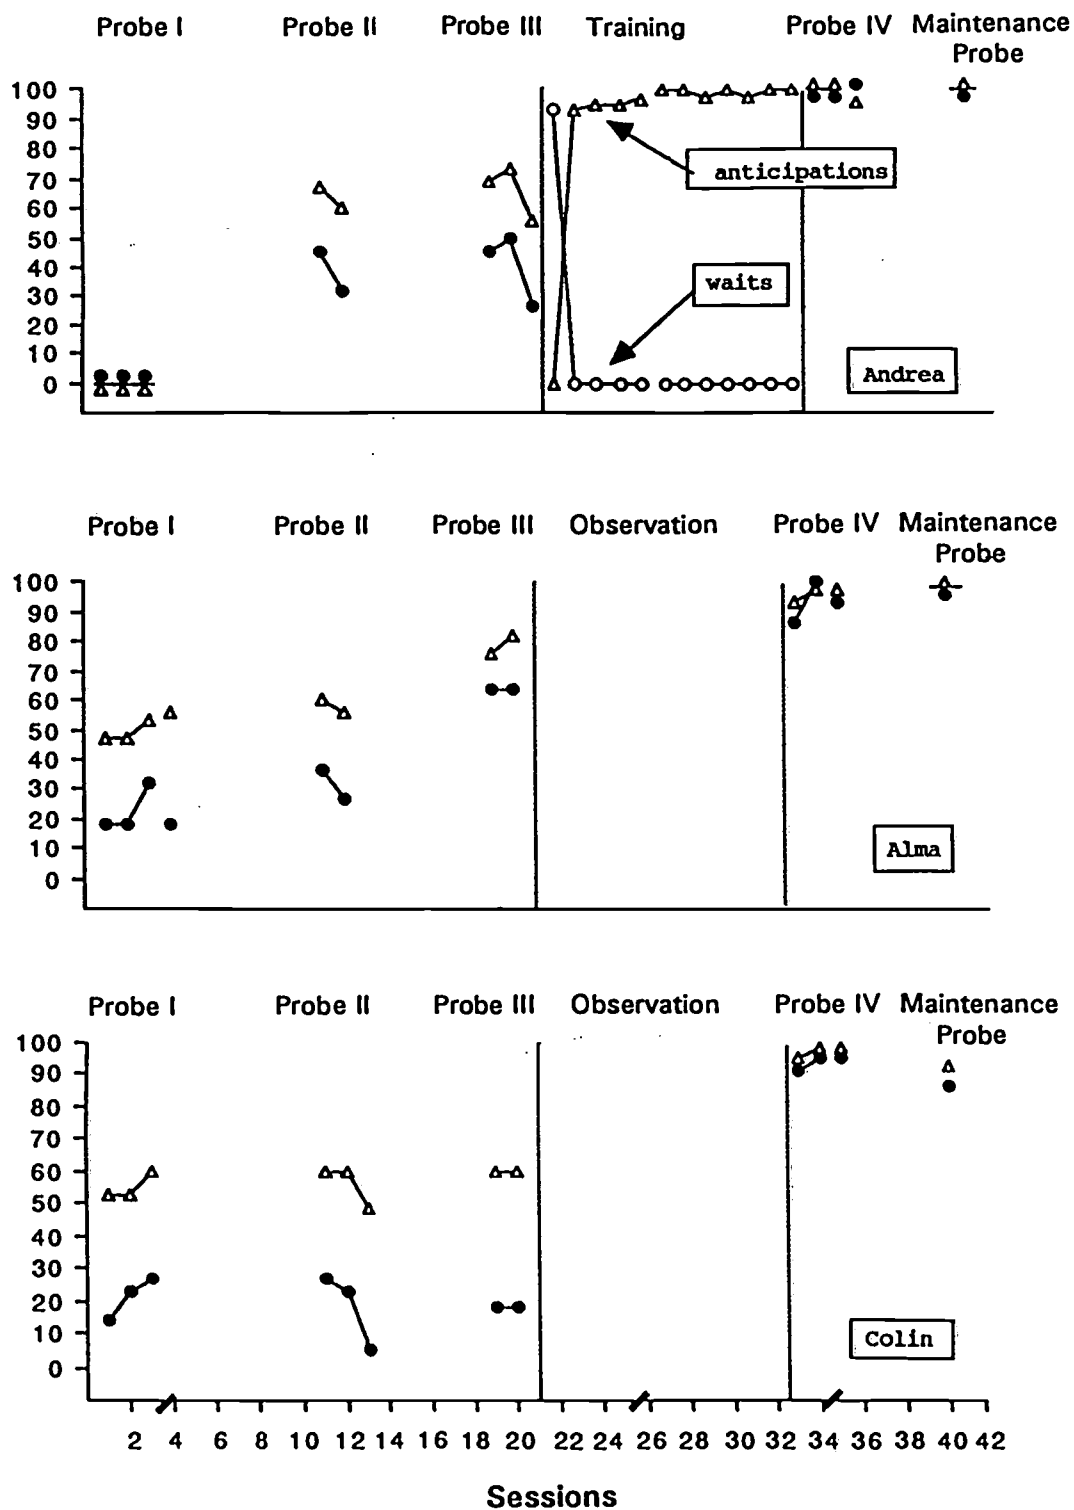 Probe I Probe II Probe III Training Probe IV Maintenance
Probe
100
90
80
70
60
50
40
30
20
10
0
anticipations
waits
Andrea
Probe I Probe II Probe III Observation Probe IV Maintenance
Probe
100
90
80
70
60
50
40
30
20
10
0
Alma
Probe I Probe II Probe III Observation Probe IV Maintenance
Probe
100
90
80
70
60
50
40
30
20
10
0
Colin
2 4 6 8 10 12 14 16 18 20 22 24 26 28 30 32 34 36 38 40 42
Sessions